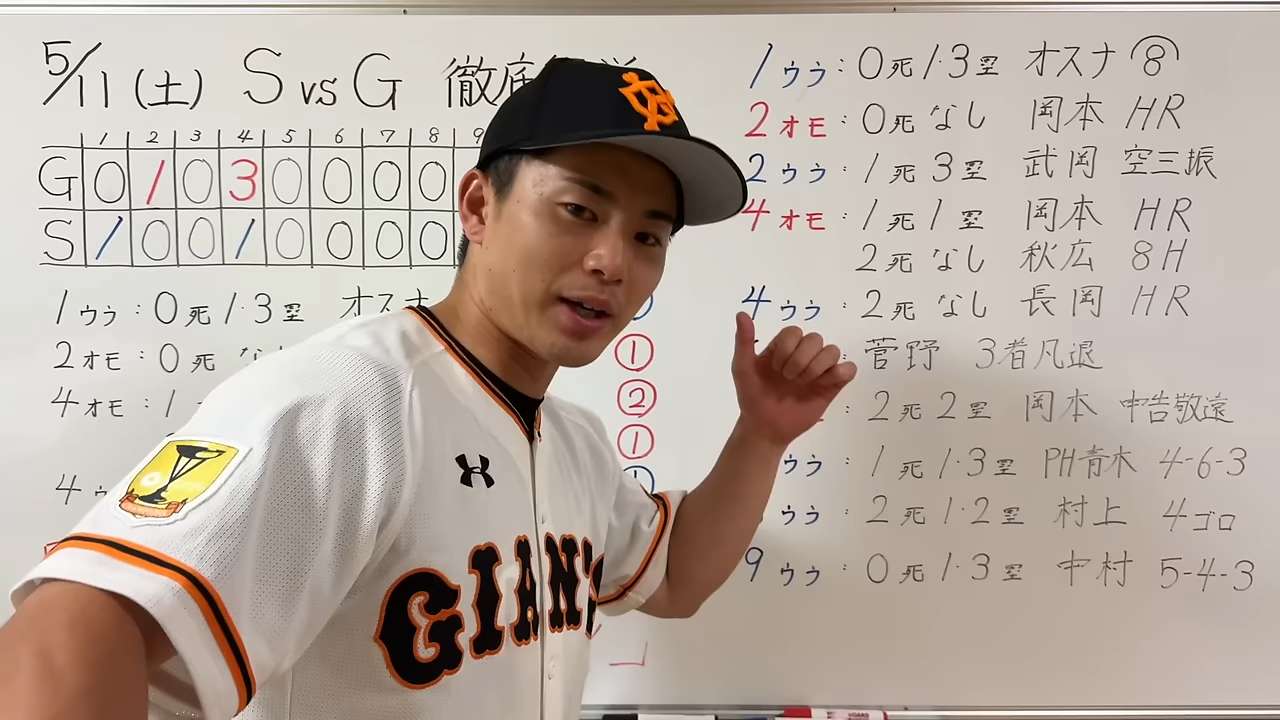 5/11(土) S vs G 徹底
1 2 3 4 5 6 7 8 9
G 0 1 0 3 0 0 0 0
S 1 0 0 1 0 0 0 0
1ウラ:0死1・3塁 オスナ
2オモ:0死
①
4オモ:1
②
①
4
1ウラ:0死1・3塁 オスナ 8
2オモ:0死なし 岡本 HR
2ウラ:1死3塁 武岡 空三振
4オモ:1死1塁 岡本 HR
2死なし 秋広 8H
4ウラ:2死なし 長岡 HR
: 菅野 3者凡退
: 2死2塁 岡本 申告敬遠
ウラ:1死1・3塁 PH青木 4-6-3
ウラ:2死1・2塁 村上 4ゴロ
9ウラ:0死1・3塁 中村 5-4-3
YG
GIANTS